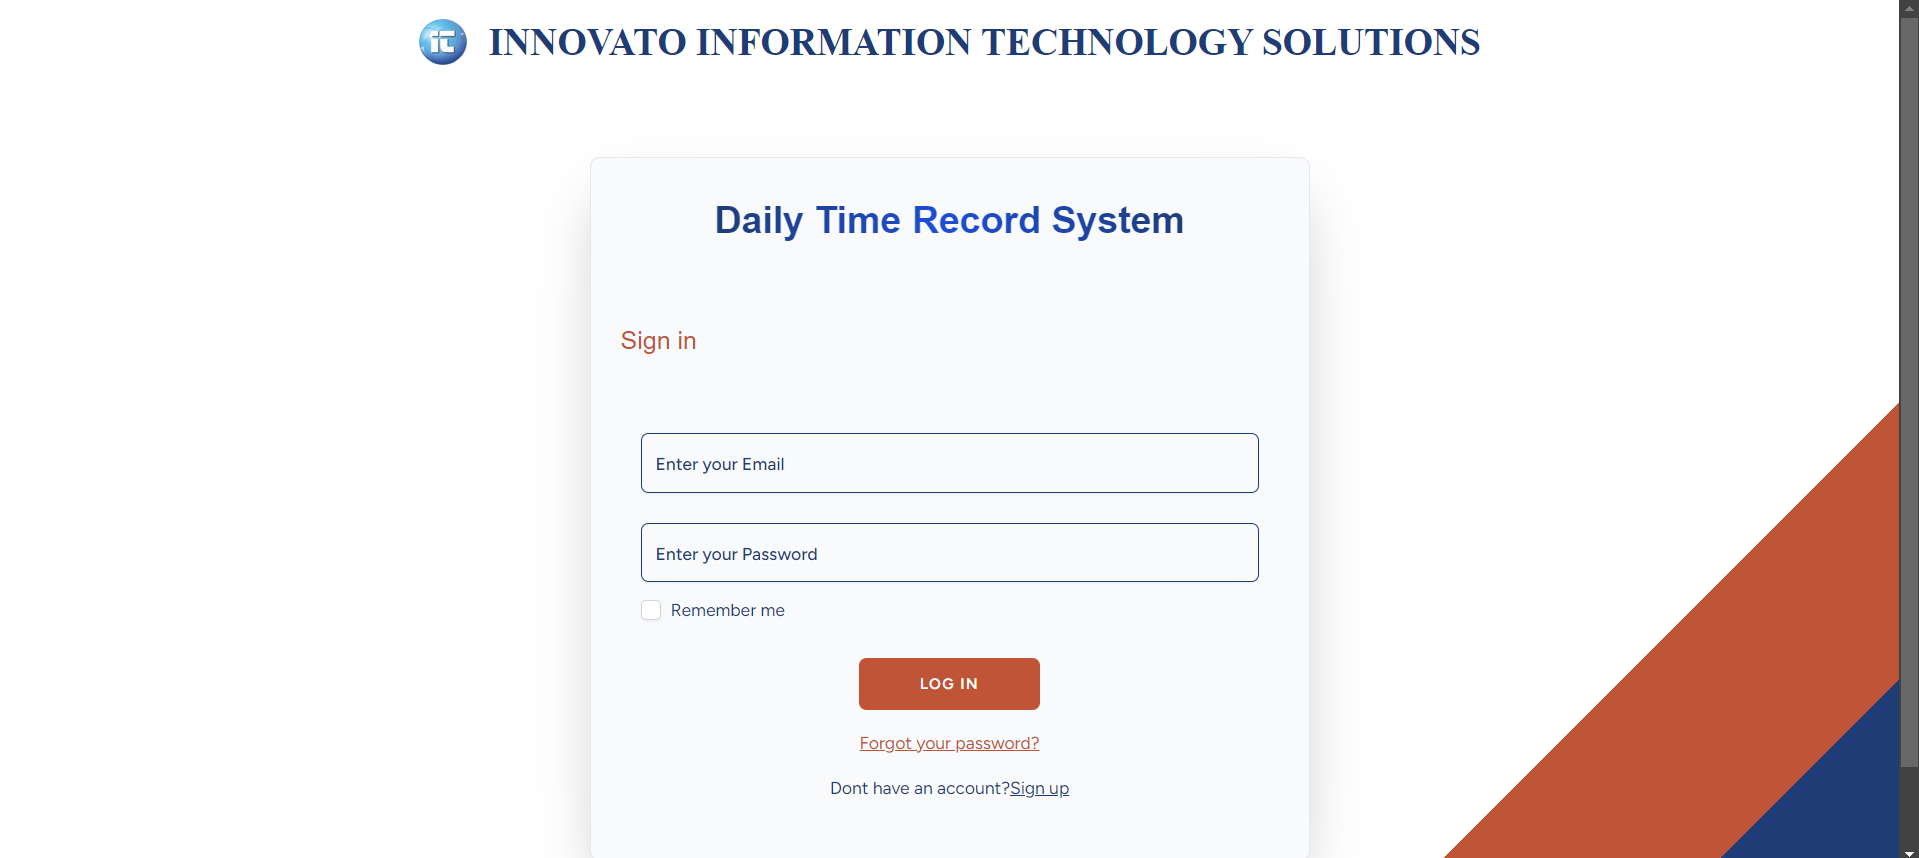 it INNOVATO INFORMATION TECHNOLOGY SOLUTIONS
Daily Time Record System
Sign in
Enter your Email
Enter your Password
Remember me
LOG IN
Forgot your password?
Dont have an account?Sign up